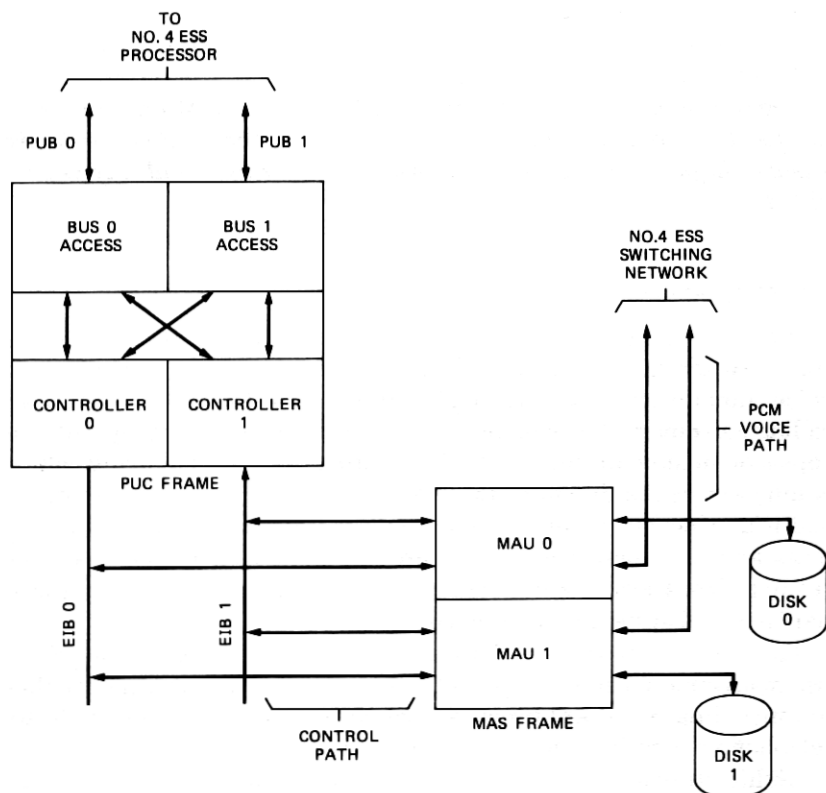 TO
NO. 4 ESS
PROCESSOR
PUB 0
PUB 1
BUS 0
ACCESS
BUS 1
ACCESS
NO.4 ESS
SWITCHING
NETWORK
CONTROLLER
0
CONTROLLER
1
PCM
VOICE
PATH
PUC FRAME
MAU 0
DISK
0
EIB 0
EIB 1
MAU 1
MAS FRAME
CONTROL
PATH
DISK
1